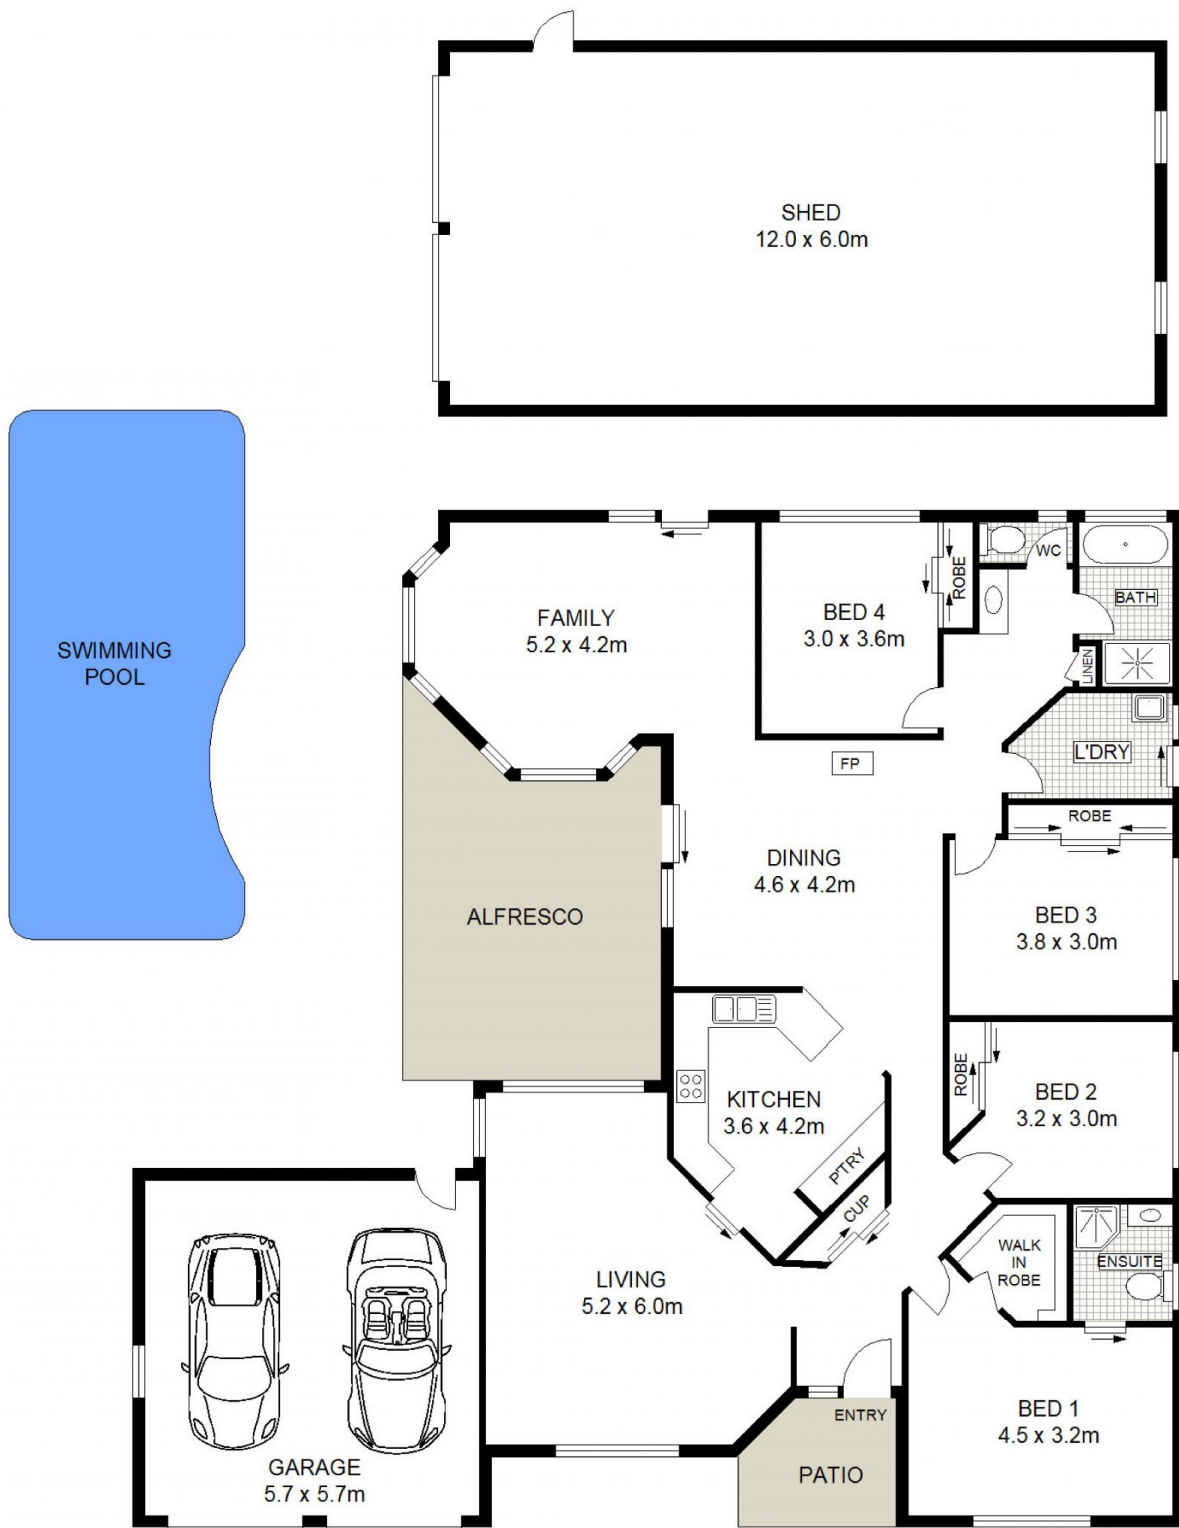 SHED
12.0 x 6.0m
SWIMMING
POOL
FAMILY
5.2 x 4.2m
BED 4
3.0 x 3.6m
ROBE
WC
BATH
LINEN
L'DRY
FP
ROBE
DINING
4.6 x 4.2m
BED 3
3.8 x 3.0m
ALFRESCO
ROBE
BED 2
3.2 x 3.0m
KITCHEN
3.6 x 4.2m
PTRY
CUP
WALK
IN
ROBE
ENSUITE
LIVING
5.2 x 6.0m
BED 1
4.5 x 3.2m
ENTRY
PATIO
GARAGE
5.7 x 5.7m